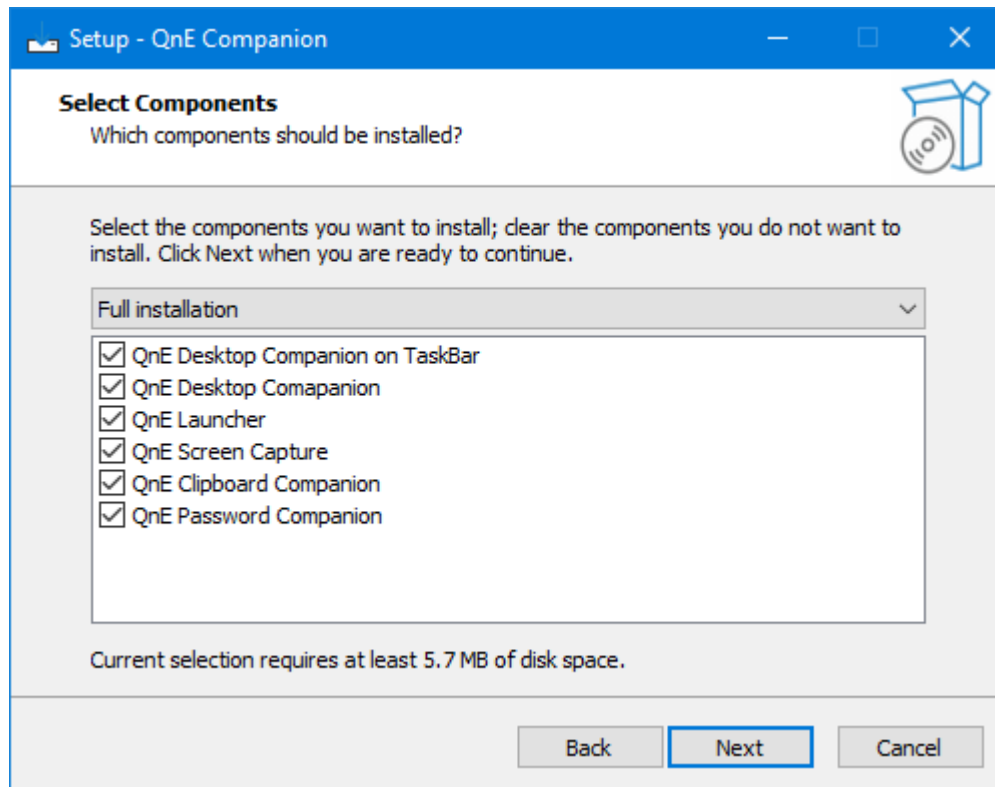 Setup - QnE Companion
Select Components
Which components should be installed?
Select the components you want to install; clear the components you do not want to
install. Click Next when you are ready to continue.
Full installation
QnE Desktop Companion on TaskBar
QnE Desktop Comapanion
QnE Launcher
QnE Screen Capture
QnE Clipboard Companion
QnE Password Companion
Current selection requires at least 5.7 MB of disk space.
Back Next Cancel